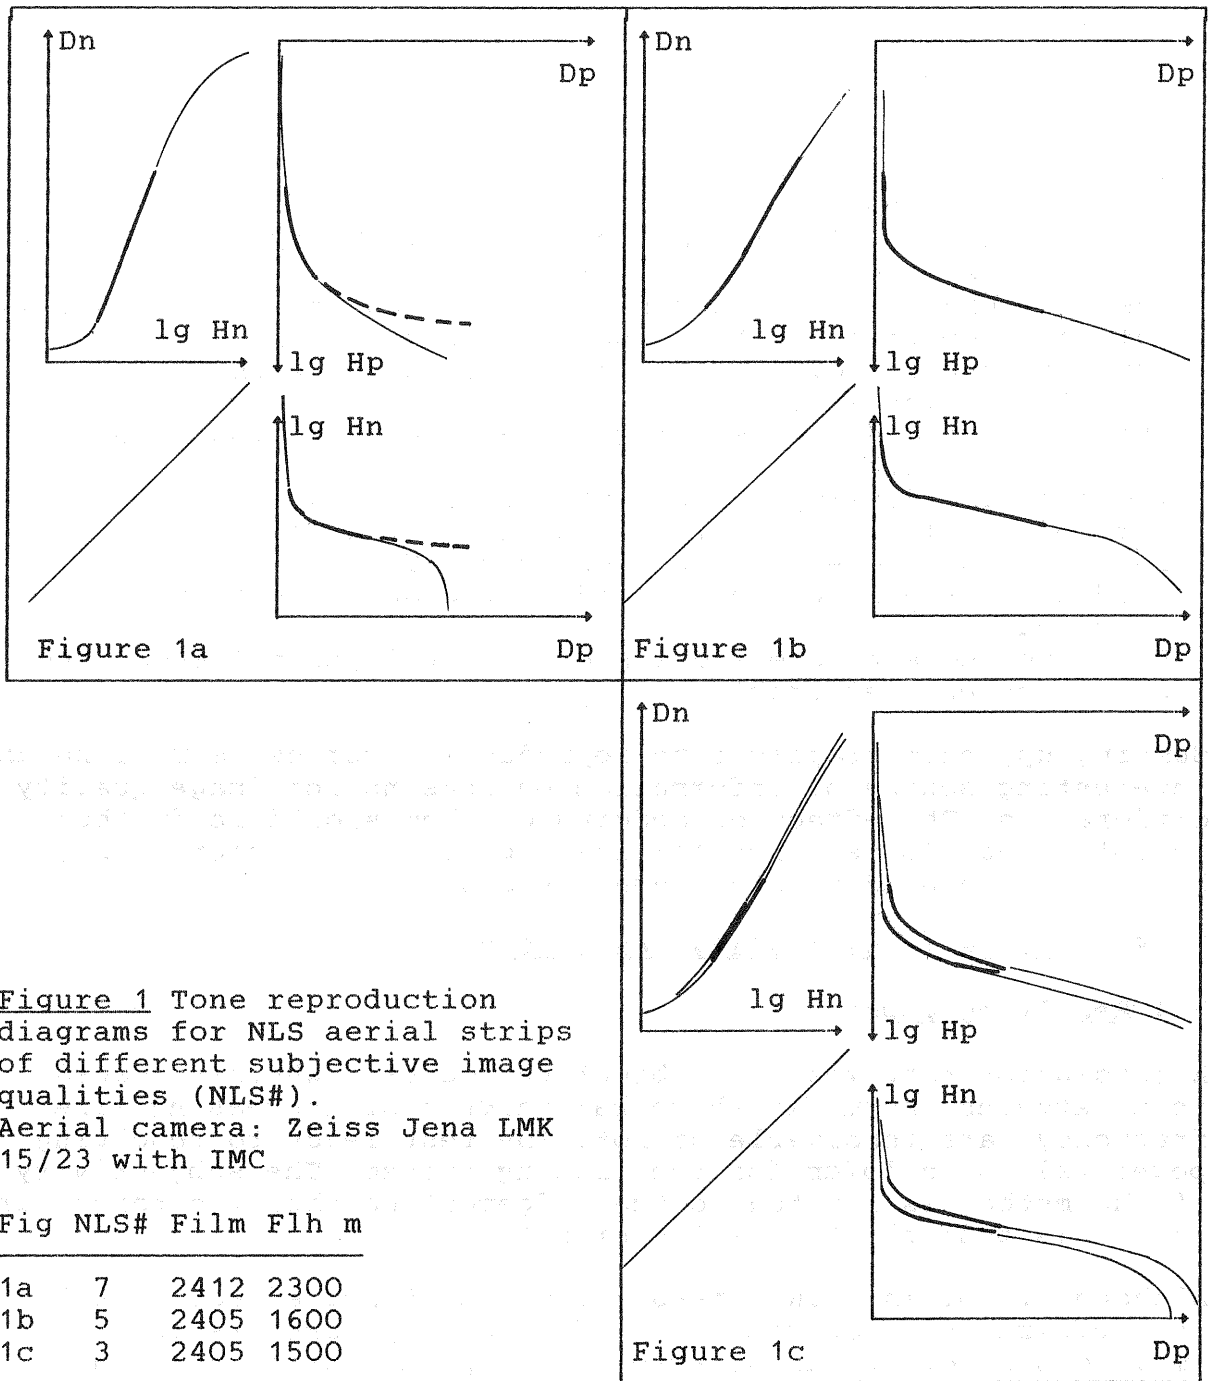 Dn
Dp
lg Hn
lg Hp
lg Hn
Figure 1a
Dp
Dn
Dp
lg Hn
lg Hp
lg Hn
Figure 1b
Dp
Dn
Dp
lg Hn
lg Hp
lg Hn
Figure 1c
Dp
Figure 1 Tone reproduction
diagrams for NLS aerial strips
of different subjective image
qualities (NLS#).
Aerial camera: Zeiss Jena LMK
15/23 with IMC
Fig NLS# Film Flh m
1a 7 2412 2300
1b 5 2405 1600
1c 3 2405 1500